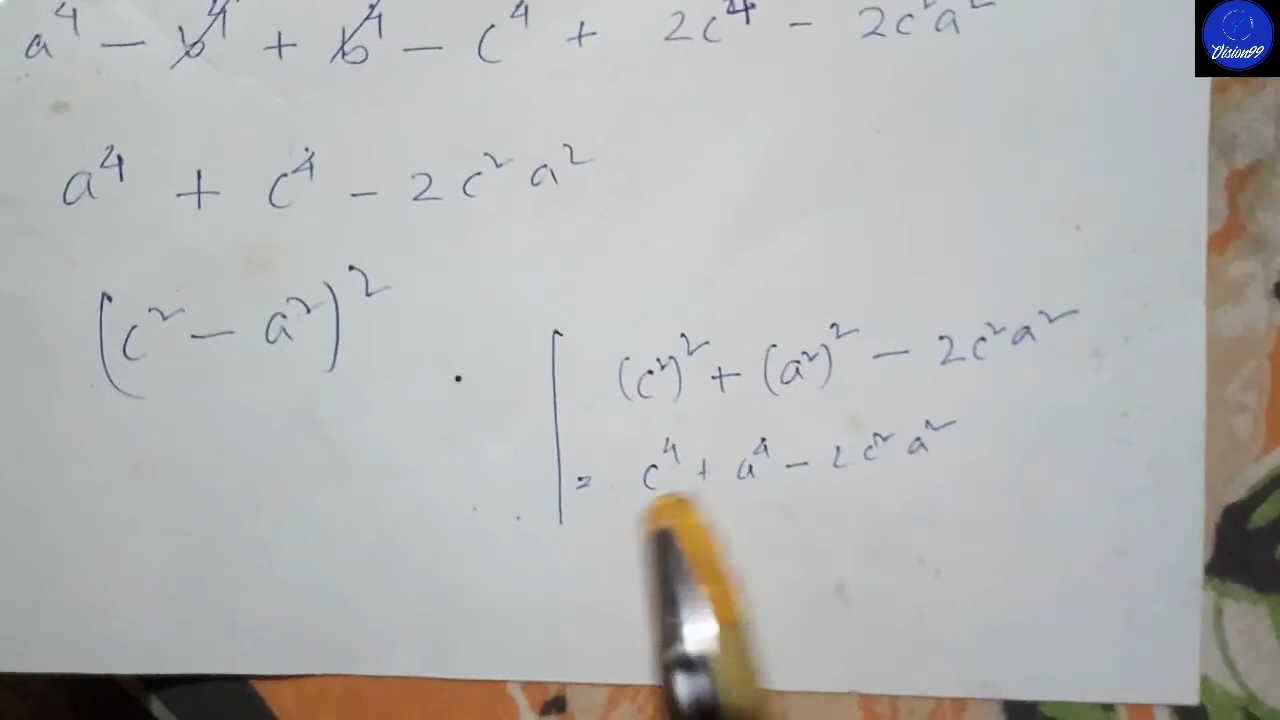 a⁴ - b⁴ + b⁴ - c⁴ + 2c⁴ - 2c²a²
Vision99
a⁴ + c⁴ - 2c²a²
(c² - a²)²
(c²)² + (a²)² - 2c²a²
= c⁴ + a⁴ - 2c²a²